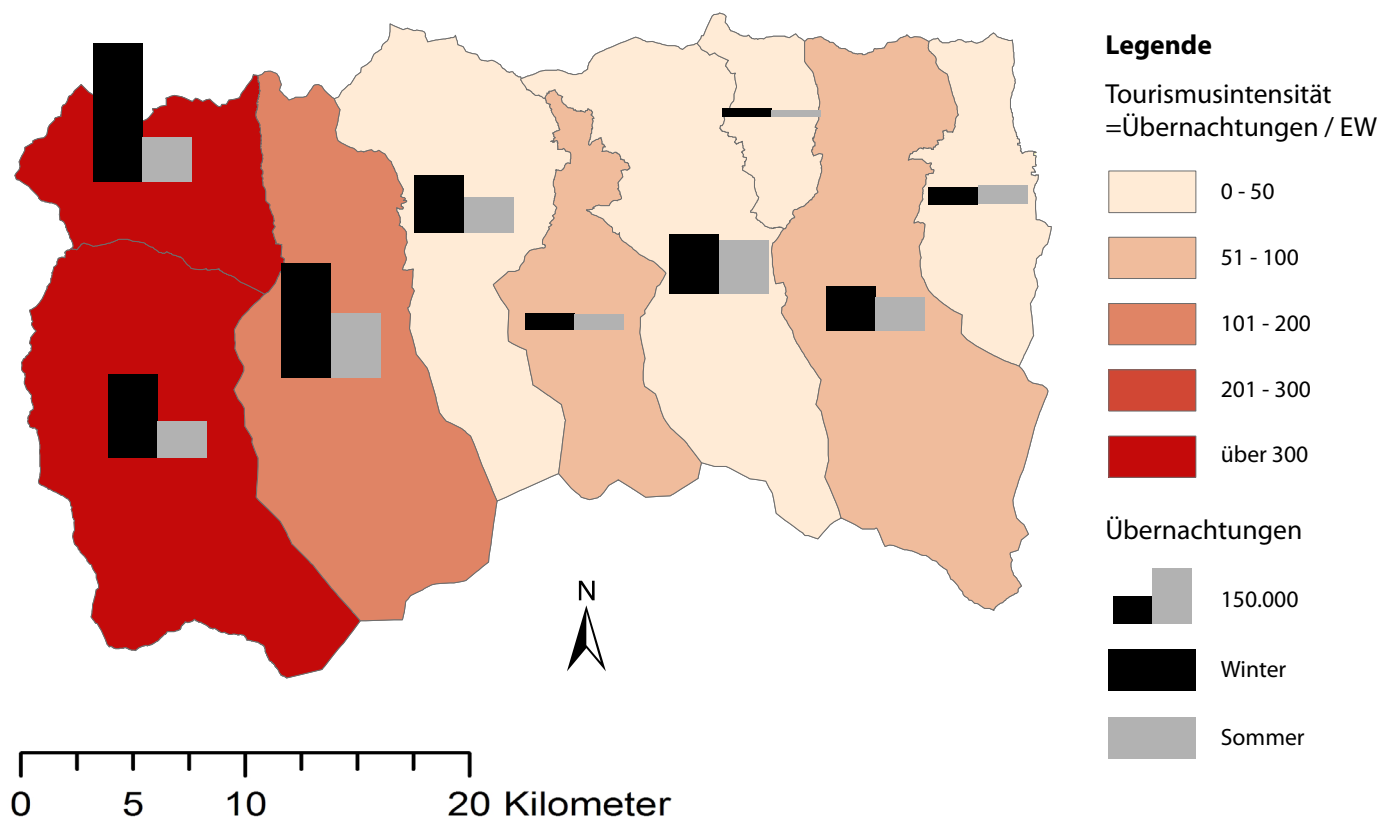 Legende
Tourismusintensität
=Übernachtungen / EW
0 - 50
51 - 100
101 - 200
201 - 300
über 300
Übernachtungen
150.000
Winter
Sommer
N
0 5 10 20 Kilometer